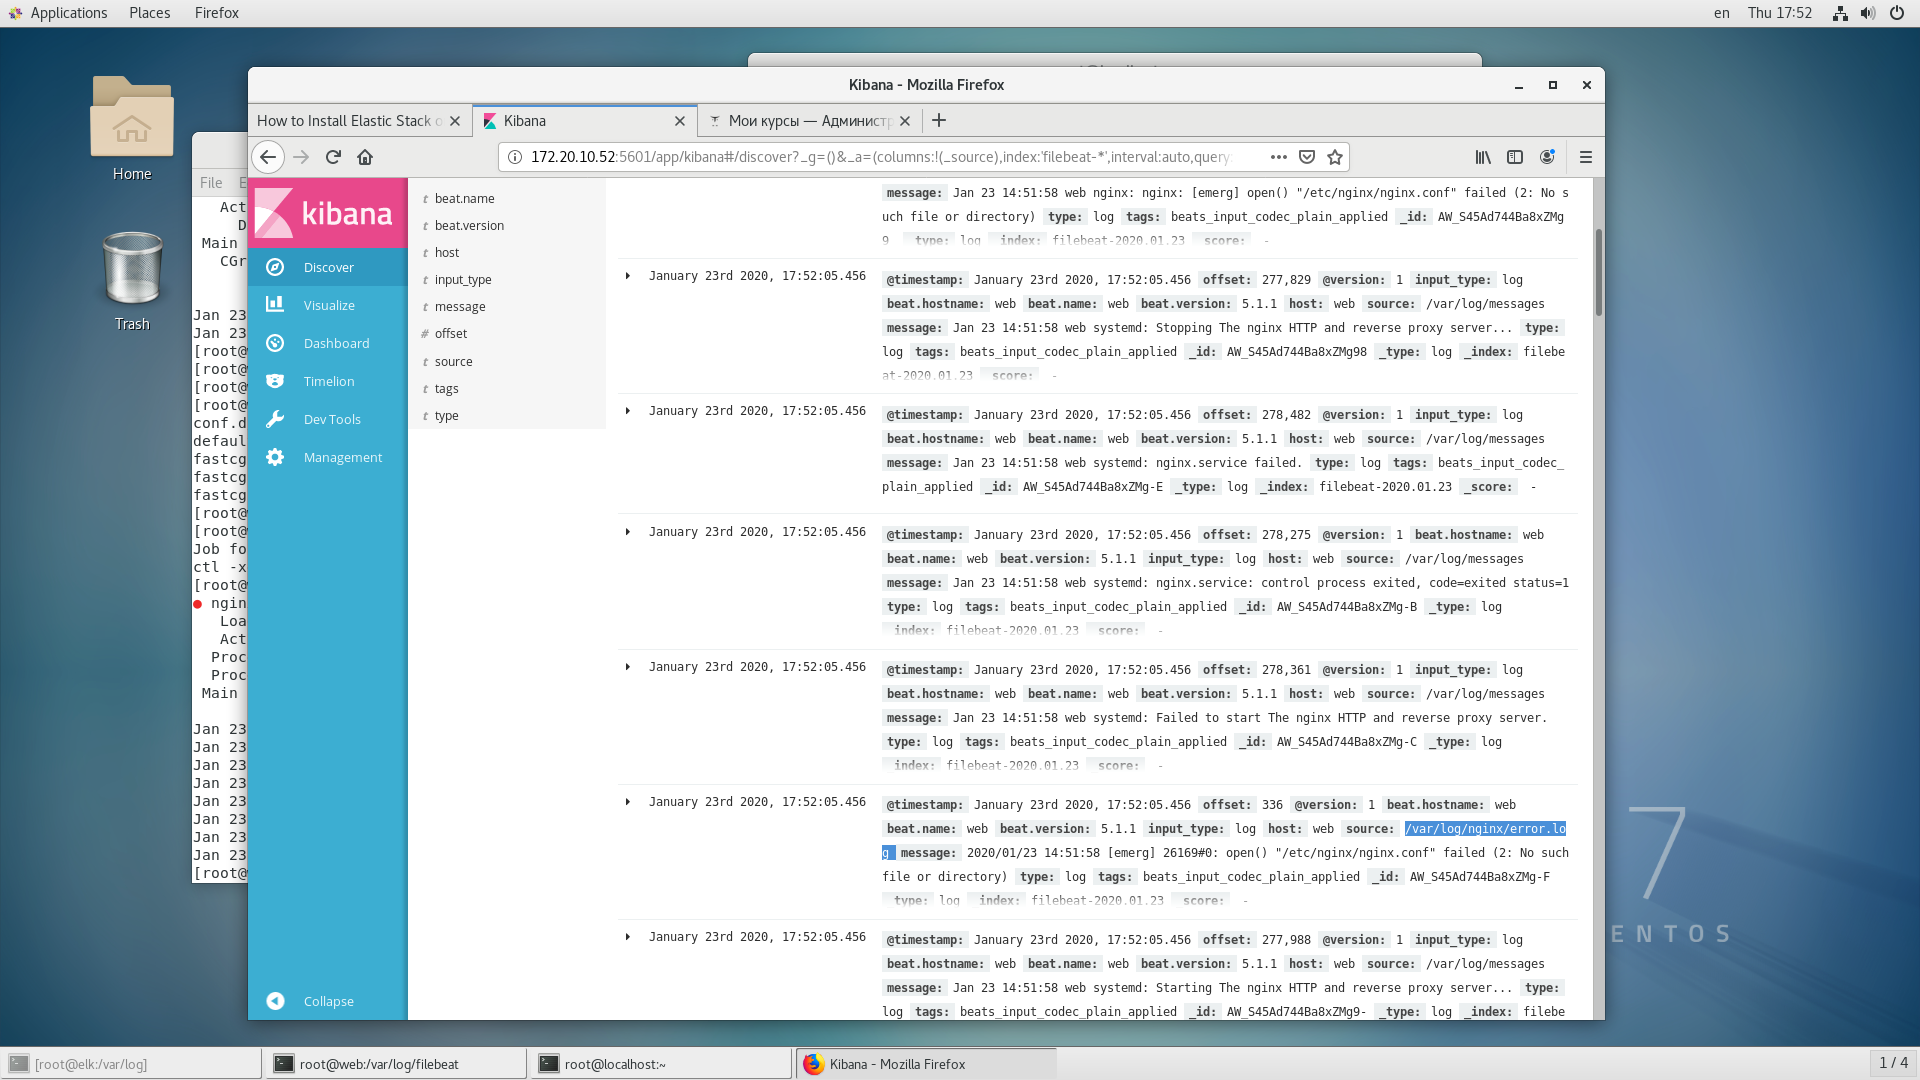 Applications Places Firefox en Thu 17:52
Kibana - Mozilla Firefox
How to Install Elastic Stack Kibana Мои курсы — Администр
172.20.10.52:5601/app/kibana#/discover?_g=()&_a=(columns:!(_source),index:'filebeat-*',interval:auto,query
Home
Trash
File E
Act
D
Main
CGr
Jan 23
Jan 23
[root@
[root@
[root@
[root@
conf.d
defaul
fastcg
fastcg
fastcg
[root@
[root@
Job fo
ctl -x
[root@
ngin
Loa
Act
Proc
Proc
Main
Jan 23
Jan 23
Jan 23
Jan 23
Jan 23
Jan 23
Jan 23
Jan 23
[root@
kibana
Discover
Visualize
Dashboard
Timelion
Dev Tools
Management
Collapse
t beat.name
t beat.version
t host
t input_type
t message
# offset
t source
t tags
t type
message: Jan 23 14:51:58 web nginx: nginx: [emerg] open() "/etc/nginx/nginx.conf" failed (2: No s
uch file or directory) type: log tags: beats_input_codec_plain_applied _id: AW_S45Ad744Ba8xZMg
9 _type: log _index: filebeat-2020.01.23 _score: -
January 23rd 2020, 17:52:05.456 @timestamp: January 23rd 2020, 17:52:05.456 offset: 277,829 @version: 1 input_type: log
beat.hostname: web beat.name: web beat.version: 5.1.1 host: web source: /var/log/messages
message: Jan 23 14:51:58 web systemd: Stopping The nginx HTTP and reverse proxy server... type:
log tags: beats_input_codec_plain_applied _id: AW_S45Ad744Ba8xZMg98 _type: log _index: filebe
at-2020.01.23 _score: -
January 23rd 2020, 17:52:05.456 @timestamp: January 23rd 2020, 17:52:05.456 offset: 278,482 @version: 1 input_type: log
beat.hostname: web beat.name: web beat.version: 5.1.1 host: web source: /var/log/messages
message: Jan 23 14:51:58 web systemd: nginx.service failed. type: log tags: beats_input_codec_
plain_applied _id: AW_S45Ad744Ba8xZMg-E _type: log _index: filebeat-2020.01.23 _score: -
January 23rd 2020, 17:52:05.456 @timestamp: January 23rd 2020, 17:52:05.456 offset: 278,275 @version: 1 beat.hostname: web
beat.name: web beat.version: 5.1.1 input_type: log host: web source: /var/log/messages
message: Jan 23 14:51:58 web systemd: nginx.service: control process exited, code=exited status=1
type: log tags: beats_input_codec_plain_applied _id: AW_S45Ad744Ba8xZMg-B _type: log
_index: filebeat-2020.01.23 _score: -
January 23rd 2020, 17:52:05.456 @timestamp: January 23rd 2020, 17:52:05.456 offset: 278,361 @version: 1 input_type: log
beat.hostname: web beat.name: web beat.version: 5.1.1 host: web source: /var/log/messages
message: Jan 23 14:51:58 web systemd: Failed to start The nginx HTTP and reverse proxy server.
type: log tags: beats_input_codec_plain_applied _id: AW_S45Ad744Ba8xZMg-C _type: log
_index: filebeat-2020.01.23 _score: -
January 23rd 2020, 17:52:05.456 @timestamp: January 23rd 2020, 17:52:05.456 offset: 336 @version: 1 beat.hostname: web
beat.name: web beat.version: 5.1.1 input_type: log host: web source: /var/log/nginx/error.lo
g message: 2020/01/23 14:51:58 [emerg] 26169#0: open() "/etc/nginx/nginx.conf" failed (2: No such
file or directory) type: log tags: beats_input_codec_plain_applied _id: AW_S45Ad744Ba8xZMg-F
_type: log _index: filebeat-2020.01.23 _score: -
January 23rd 2020, 17:52:05.456 @timestamp: January 23rd 2020, 17:52:05.456 offset: 277,988 @version: 1 input_type: log
beat.hostname: web beat.name: web beat.version: 5.1.1 host: web source: /var/log/messages
message: Jan 23 14:51:58 web systemd: Starting The nginx HTTP and reverse proxy server... type:
log tags: beats_input_codec_plain_applied _id: AW_S45Ad744Ba8xZMg9- _type: log _index: filebe
7
ENTOS
[root@elk:/var/log] root@web:/var/log/filebeat root@localhost:~ Kibana - Mozilla Firefox 1 / 4